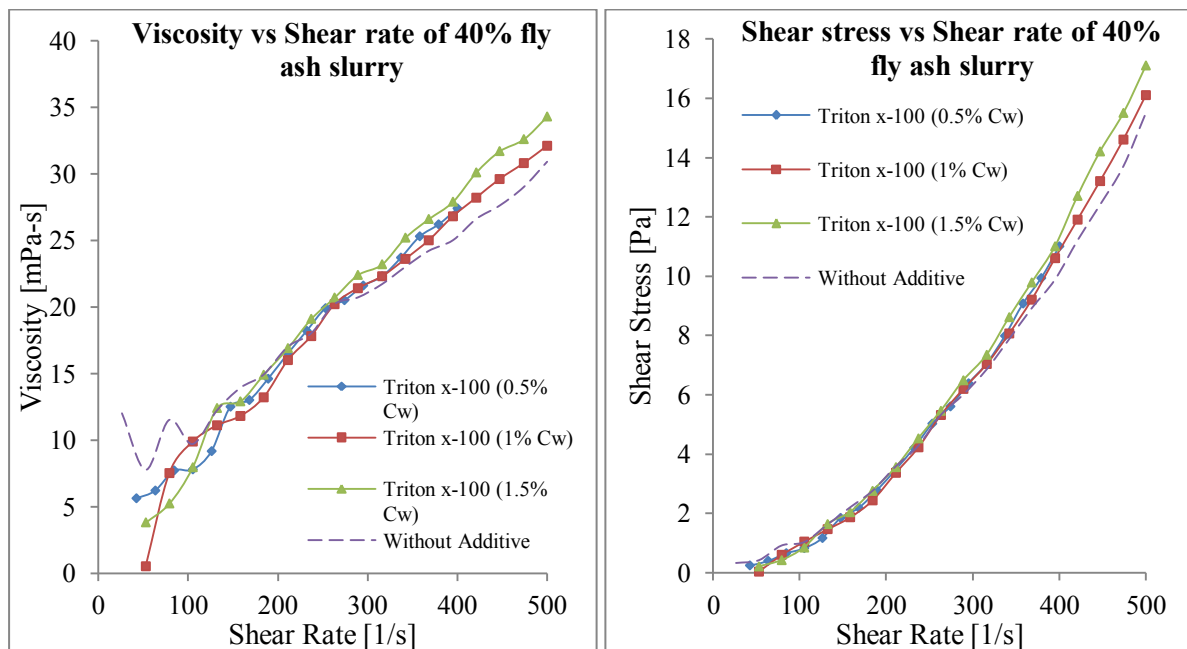 Viscosity vs Shear rate of 40% fly
ash slurry
40
35
30
25
20
15
10
5
0
Viscosity [mPa-s]
Triton x-100 (0.5%
Cw)
Triton x-100 (1% Cw)
Triton x-100 (1.5%
Cw)
Without Additive
0 100 200 300 400 500
Shear Rate [1/s]
Shear stress vs Shear rate of 40%
fly ash slurry
18
16
14
12
10
8
6
4
2
0
Shear Stress [Pa]
Triton x-100 (0.5% Cw)
Triton x-100 (1% Cw)
Triton x-100 (1.5% Cw)
Without Additive
0 100 200 300 400 500
Shear Rate [1/s]